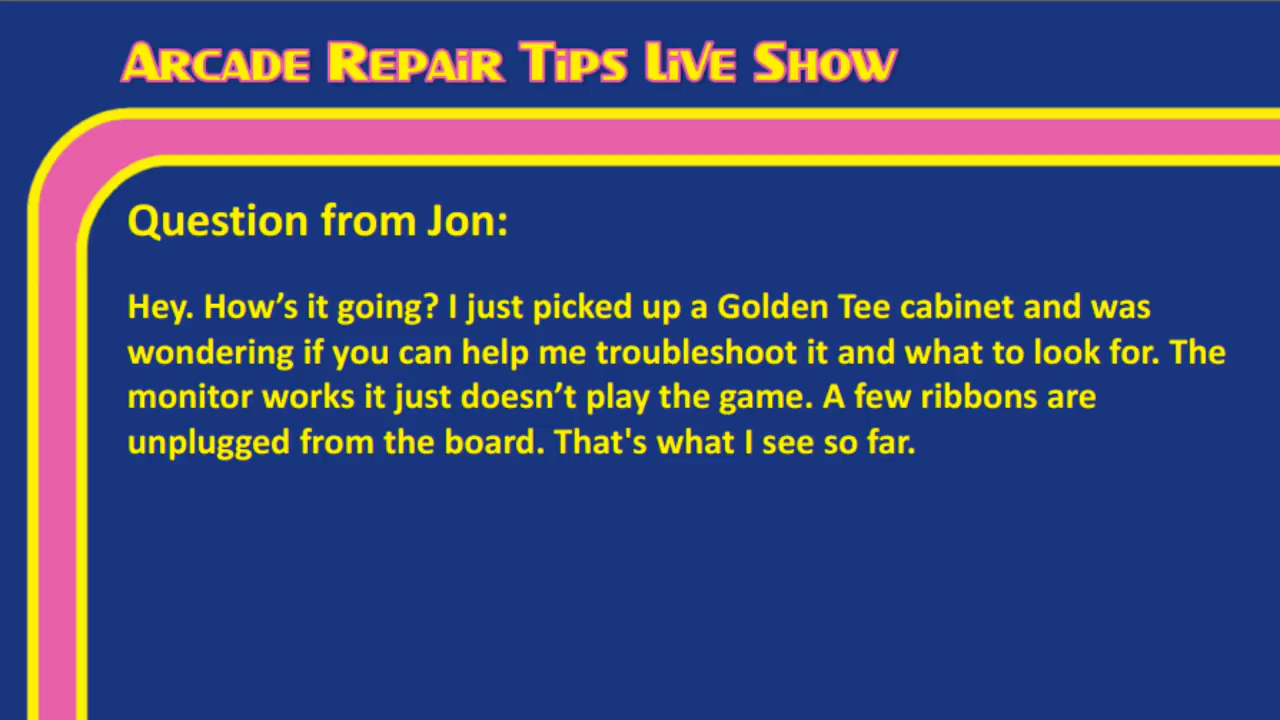 Arcade Repair Tips Live Show
Question from Jon:
Hey. How’s it going? I just picked up a Golden Tee cabinet and was
wondering if you can help me troubleshoot it and what to look for. The
monitor works it just doesn’t play the game. A few ribbons are
unplugged from the board. That's what I see so far.